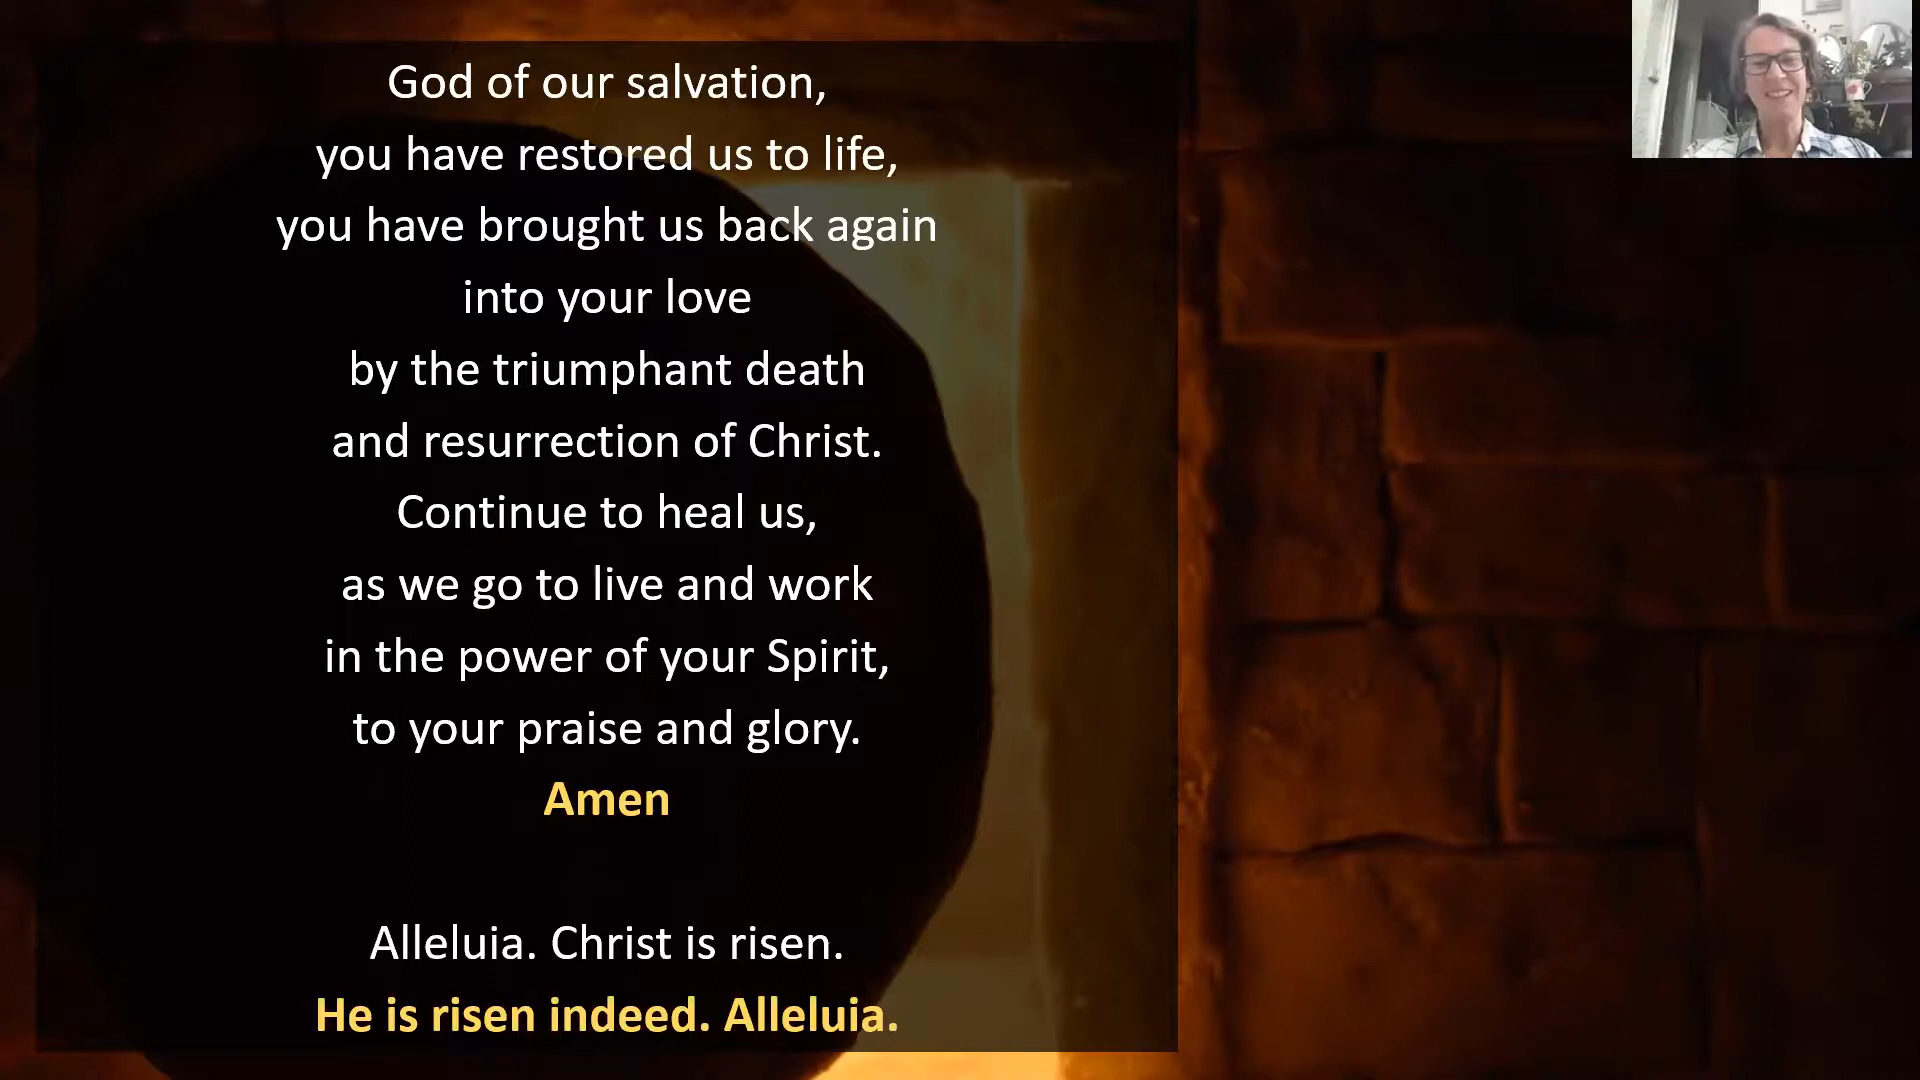 God of our salvation,
you have restored us to life,
you have brought us back again
into your love
by the triumphant death
and resurrection of Christ.
Continue to heal us,
as we go to live and work
in the power of your Spirit,
to your praise and glory.
Amen
Alleluia. Christ is risen.
He is risen indeed. Alleluia.